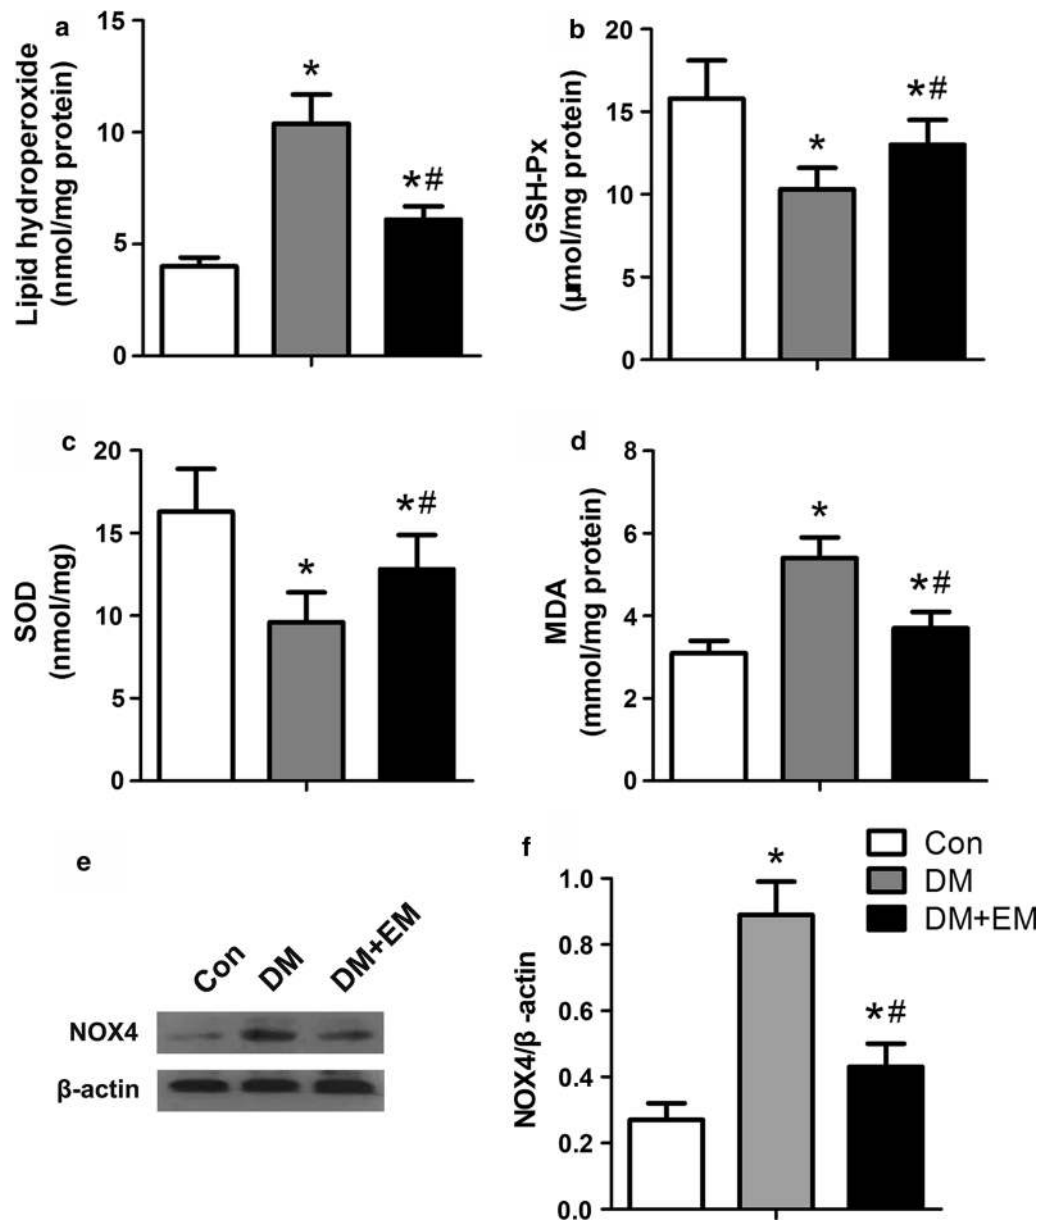 a
Lipid hydroperoxide
(nmol/mg protein)
15
10
5
0
*
*#
b
GSH-Px
(µmol/mg protein)
20
15
10
5
0
*
*#
c
SOD
(nmol/mg)
20
15
10
5
0
*
*#
d
MDA
(mmol/mg protein)
8
6
4
2
0
*
*#
e
Con
DM
DM+EM
NOX4
β-actin
f
NOX4/β -actin
1.0
0.8
0.6
0.4
0.2
0.0
*
*#
Con
DM
DM+EM